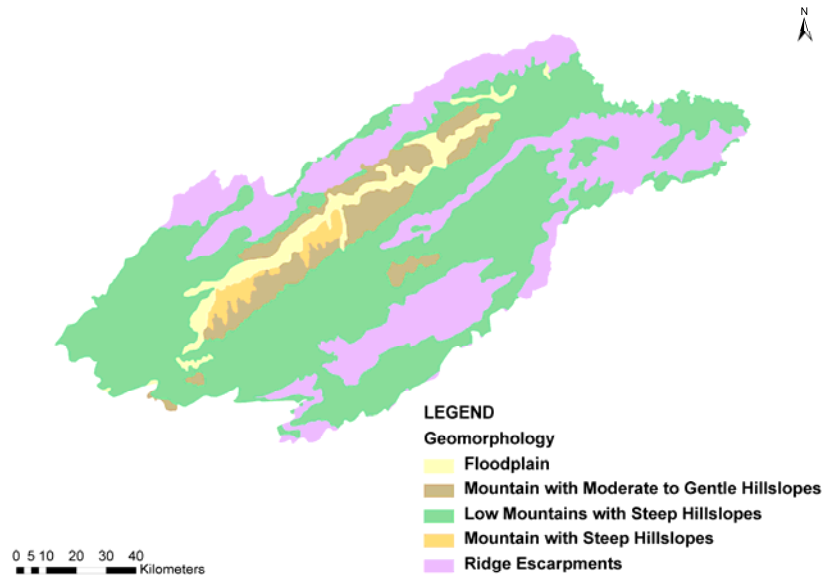 N
LEGEND
Geomorphology
Floodplain
Mountain with Moderate to Gentle Hillslopes
Low Mountains with Steep Hillslopes
Mountain with Steep Hillslopes
Ridge Escarpments
0 5 10 20 30 40
Kilometers